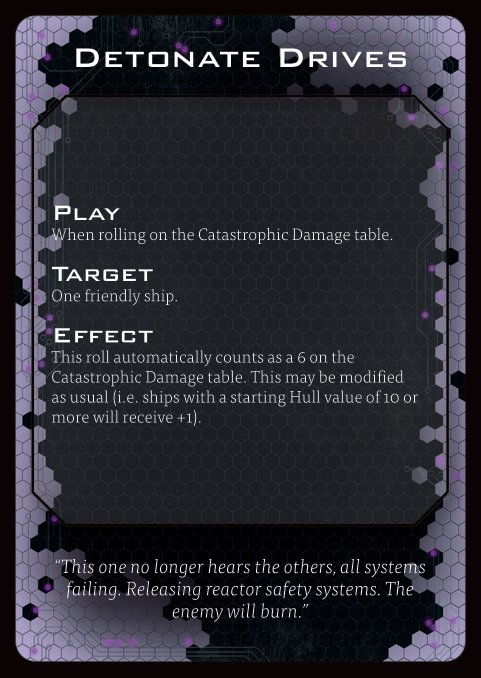 Detonate Drives
Play
When rolling on the Catastrophic Damage table.
Target
One friendly ship.
Effect
This roll automatically counts as a 6 on the
Catastrophic Damage table. This may be modified
as usual (i.e. ships with a starting Hull value of 10 or
more will receive +1).
“This one no longer hears the others, all systems
failing. Releasing reactor safety systems. The
enemy will burn.”